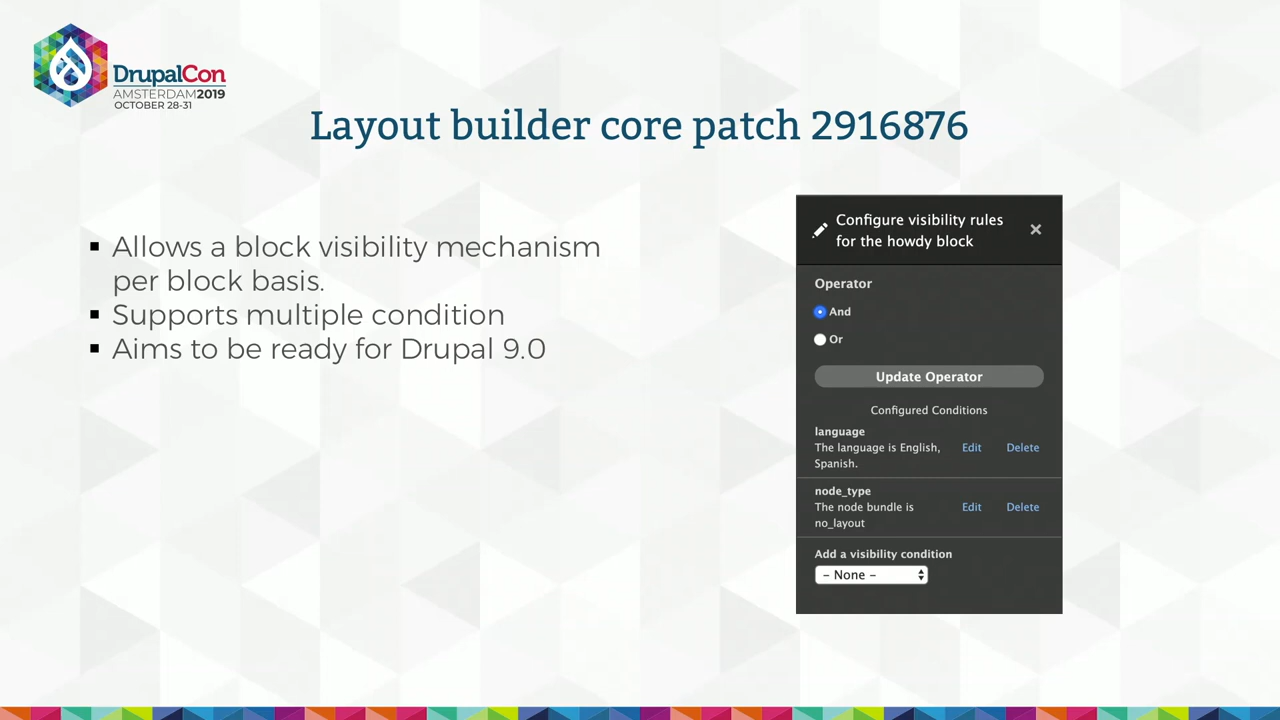 DrupalCon
AMSTERDAM2019
OCTOBER 28-31
Layout builder core patch 2916876
▪ Allows a block visibility mechanism
per block basis.
▪ Supports multiple condition
▪ Aims to be ready for Drupal 9.0
Configure visibility rules
for the howdy block
Operator
And
Or
Update Operator
Configured Conditions
language
The language is English, Edit Delete
Spanish.
node_type
The node bundle is Edit Delete
no_layout
Add a visibility condition
– None –